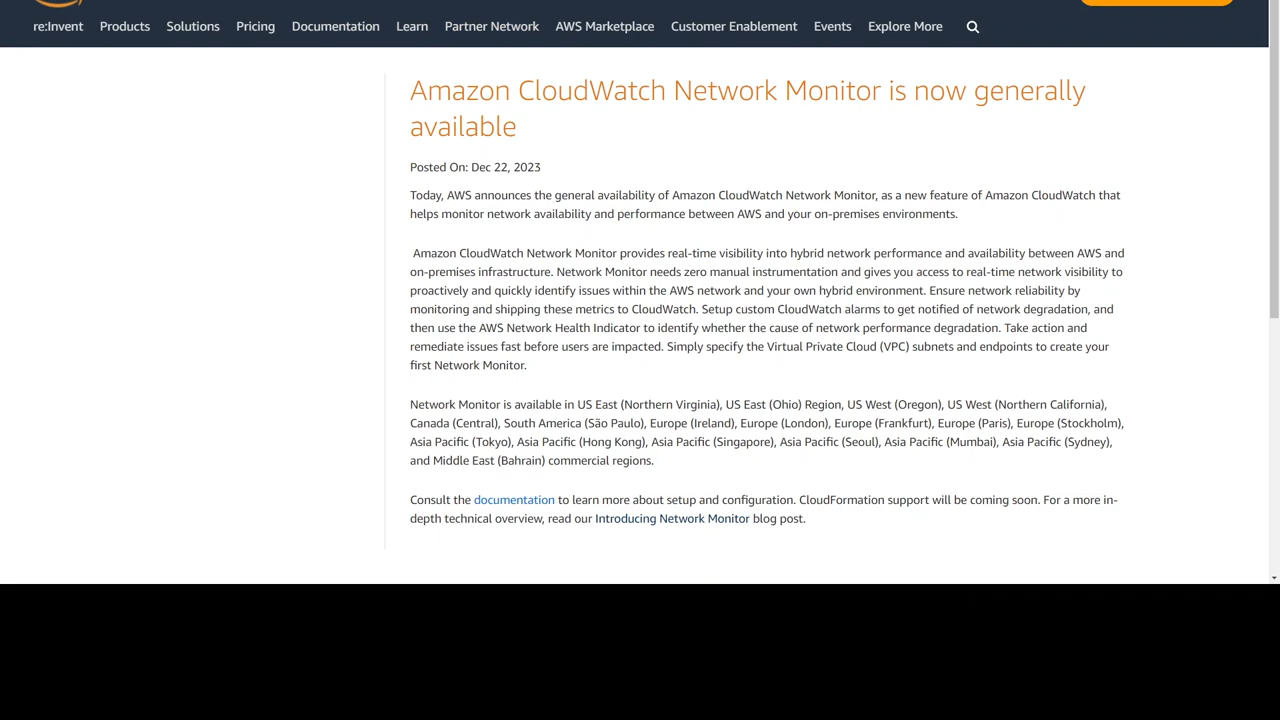 re:Invent Products Solutions Pricing Documentation Learn Partner Network AWS Marketplace Customer Enablement Events Explore More
Amazon CloudWatch Network Monitor is now generally
available
Posted On: Dec 22, 2023
Today, AWS announces the general availability of Amazon CloudWatch Network Monitor, as a new feature of Amazon CloudWatch that
helps monitor network availability and performance between AWS and your on-premises environments.
Amazon CloudWatch Network Monitor provides real-time visibility into hybrid network performance and availability between AWS and
on-premises infrastructure. Network Monitor needs zero manual instrumentation and gives you access to real-time network visibility to
proactively and quickly identify issues within the AWS network and your own hybrid environment. Ensure network reliability by
monitoring and shipping these metrics to CloudWatch. Setup custom CloudWatch alarms to get notified of network degradation, and
then use the AWS Network Health Indicator to identify whether the cause of network performance degradation. Take action and
remediate issues fast before users are impacted. Simply specify the Virtual Private Cloud (VPC) subnets and endpoints to create your
first Network Monitor.
Network Monitor is available in US East (Northern Virginia), US East (Ohio) Region, US West (Oregon), US West (Northern California),
Canada (Central), South America (São Paulo), Europe (Ireland), Europe (London), Europe (Frankfurt), Europe (Paris), Europe (Stockholm),
Asia Pacific (Tokyo), Asia Pacific (Hong Kong), Asia Pacific (Singapore), Asia Pacific (Seoul), Asia Pacific (Mumbai), Asia Pacific (Sydney),
and Middle East (Bahrain) commercial regions.
Consult the documentation to learn more about setup and configuration. CloudFormation support will be coming soon. For a more in-
depth technical overview, read our Introducing Network Monitor blog post.